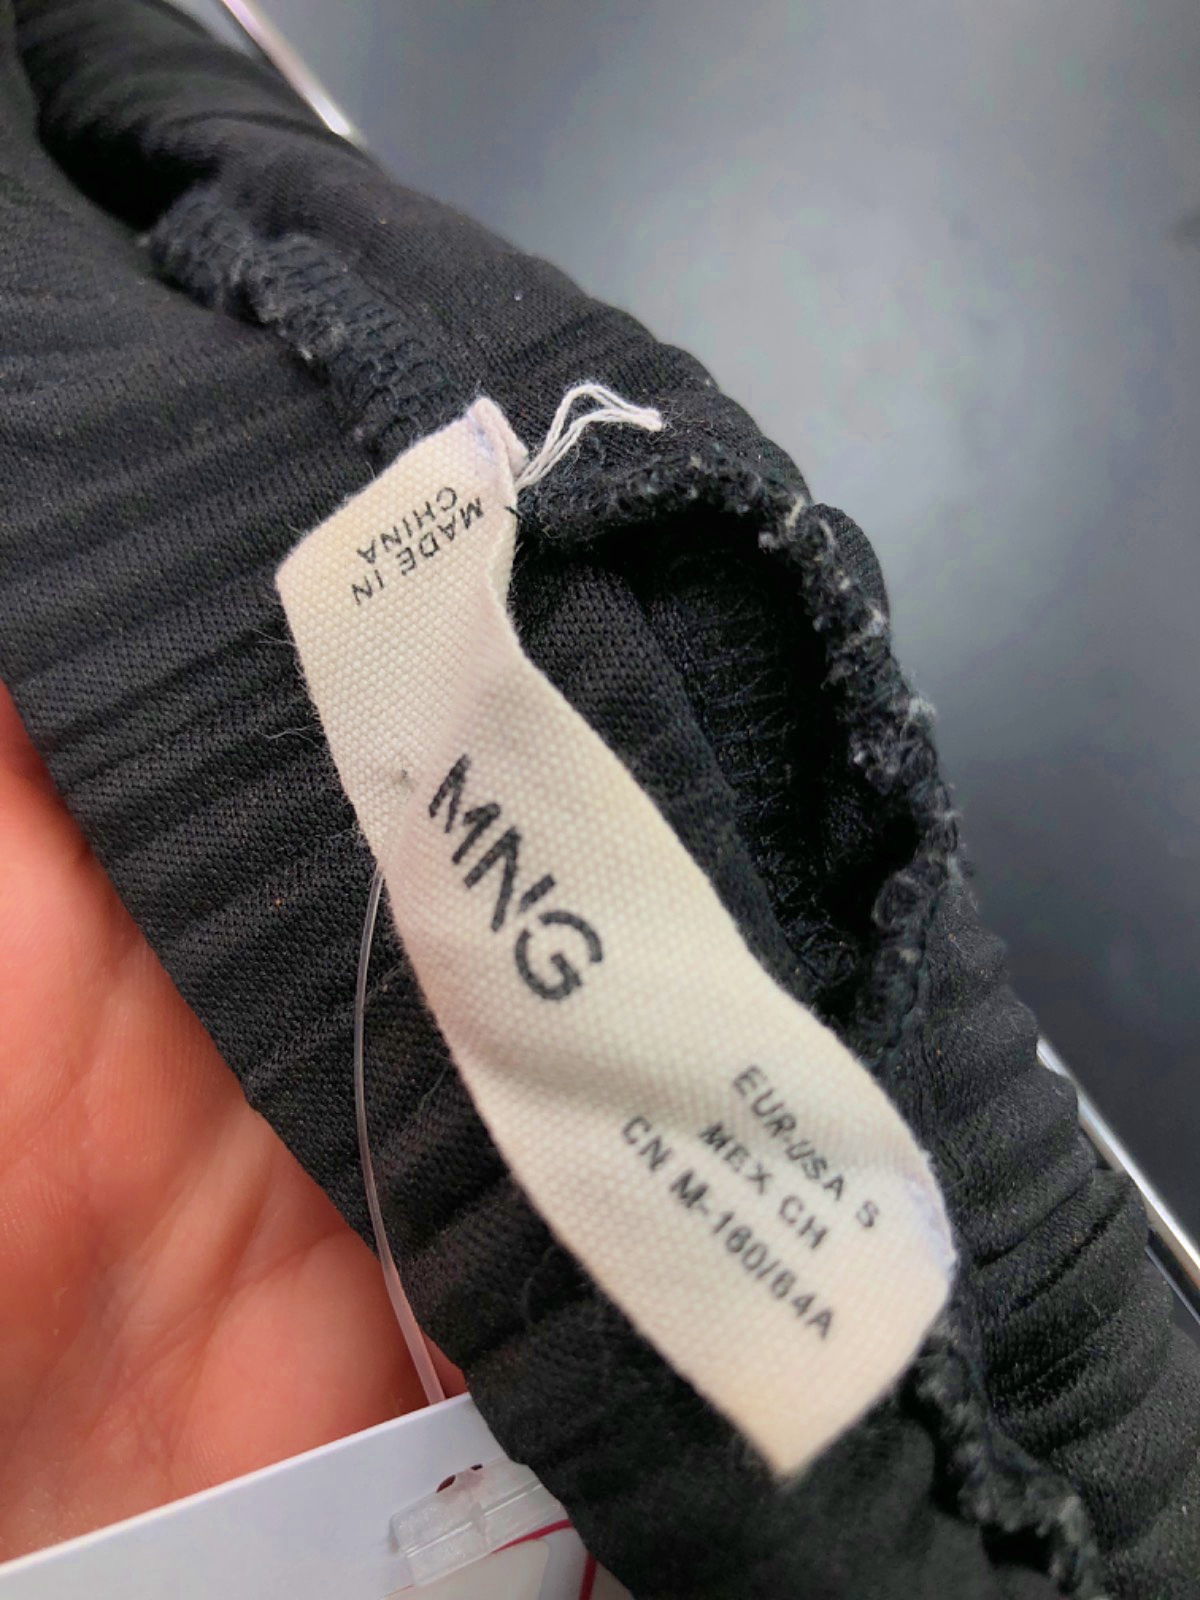 MADE IN
CHINA
MNG
EUR-USA S
MEX CH
CN M-160/64A